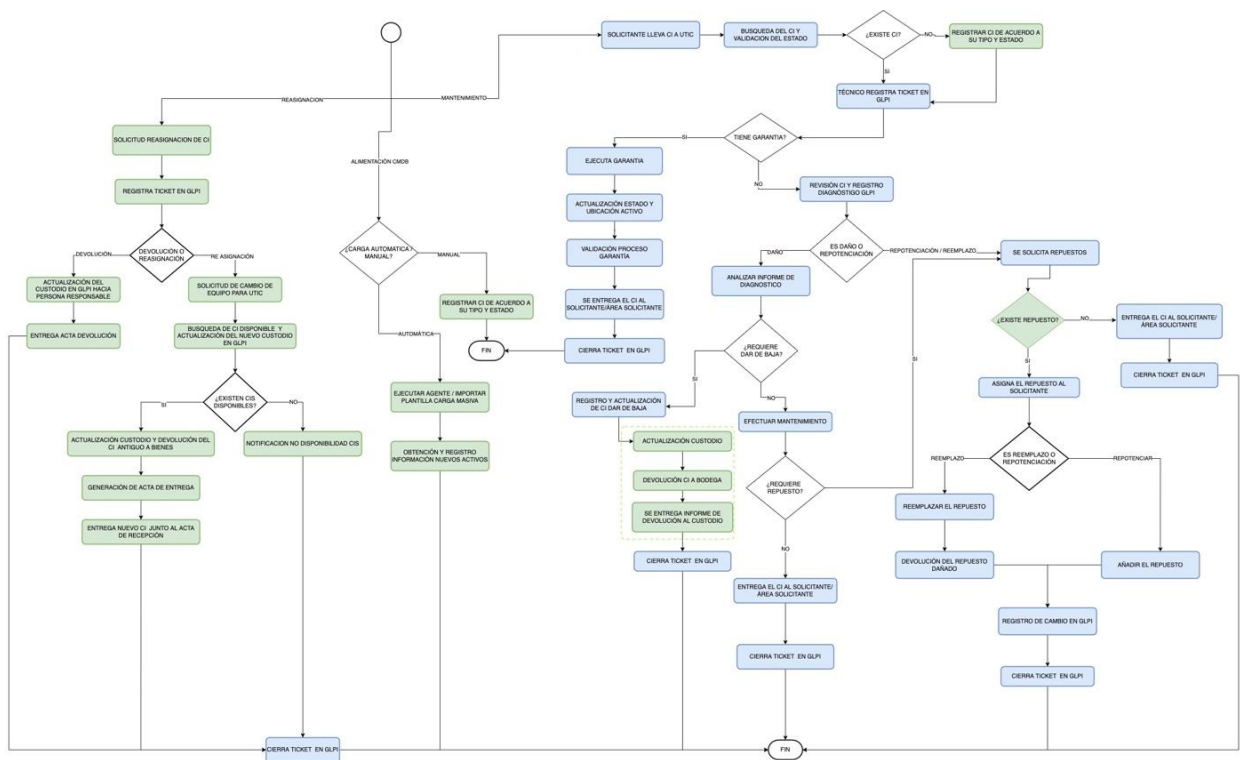 SOLICITANTE LLEVA CI A UTIC
BUSQUEDA DEL CI Y
VALIDACION DEL ESTADO
¿EXISTE CI?
NO
REGISTRAR CI DE ACUERDO A
SU TIPO Y ESTADO
SI
REASIGNACION
MANTENIMIENTO
TÉCNICO REGISTRA TICKET EN
GLPI
SOLICITUD REASIGNACION DE CI
SI
TIENE GARANTIA?
ALIMENTACIÓN CMDB
EJECUTA GARANTIA
NO
REGISTRA TICKET EN GLPI
REVISIÓN CI Y REGISTRO
DIAGNÓSTIGO GLPI
ACTUALIZACIÓN ESTADO Y
UBICACIÓN ACTIVO
DEVOLUCIÓN O
REASIGNACIÓN
DEVOLUCIÓN
RE ASIGNACIÓN
¿CARGA AUTOMATICA /
MANUAL?
MANUAL
VALIDACIÓN PROCESO
GARANTÍA
DAÑO
ES DAÑO O
REPOTENCIACIÓN?
REPOTENCIACIÓN / REEMPLAZO
SE SOLICITA REPUESTOS
ACTUALIZACIÓN DEL
CUSTODIO EN GLPI HACIA
PERSONA RESPONSABLE
SOLICITUD DE CAMBIO DE
EQUIPO PARA UTIC
ANALIZAR INFORME DE
DIAGNOSTICO
REGISTRAR CI DE ACUERDO A
SU TIPO Y ESTADO
SE ENTREGA EL CI AL
SOLICITANTE/ÁREA SOLICITANTE
¿EXISTE REPUESTO?
NO
ENTREGA EL CI AL SOLICITANTE/
ÁREA SOLICITANTE
ENTREGA ACTA DEVOLUCIÓN
BUSQUEDA DE CI DISPONIBLE Y
ACTUALIZACIÓN DEL NUEVO CUSTODIO
EN GLPI
AUTOMÁTICA
FIN
CIERRA TICKET EN GLPI
¿REQUIERE
DAR DE BAJA?
SI
SI
SI
CIERRA TICKET EN GLPI
¿EXISTEN CIS
DISPONIBLES?
SI
NO
EJECUTAR AGENTE / IMPORTAR
PLANTILLA CARGA MASIVA
REGISTRO Y ACTUALIZACIÓN
DE CI DAR DE BAJA
NO
ASIGNA EL REPUESTO AL
SOLICITANTE
EFECTUAR MANTENIMIENTO
ACTUALIZACIÓN CUSTODIO Y DEVOLUCIÓN DEL
CI ANTIGUO A BIENES
NOTIFICACION NO DISPONIBILIDAD CIS
OBTENCIÓN Y REGISTRO
INFORMACIÓN NUEVOS ACTIVOS
ACTUALIZACIÓN CUSTODIO
REEMPLAZO
ES REEMPLAZO O
REPOTENCIACIÓN?
REPOTENCIAR
GENERACIÓN DE ACTA DE ENTREGA
DEVOLUCIÓN CI A BODEGA
¿REQUIERE
REPUESTO?
REEMPLAZAR EL REPUESTO
ENTREGA NUEVO CI JUNTO AL ACTA
DE RECEPCIÓN
SE ENTREGA INFORME DE
DEVOLUCIÓN AL CUSTODIO
NO
CIERRA TICKET EN GLPI
DEVOLUCIÓN DEL REPUESTO
DAÑADO
AÑADIR EL REPUESTO
ENTREGA EL CI AL SOLICITANTE/
ÁREA SOLICITANTE
REGISTRO DE CAMBIO EN GLPI
CIERRA TICKET EN GLPI
CIERRA TICKET EN GLPI
CIERRA TICKET EN GLPI
FIN